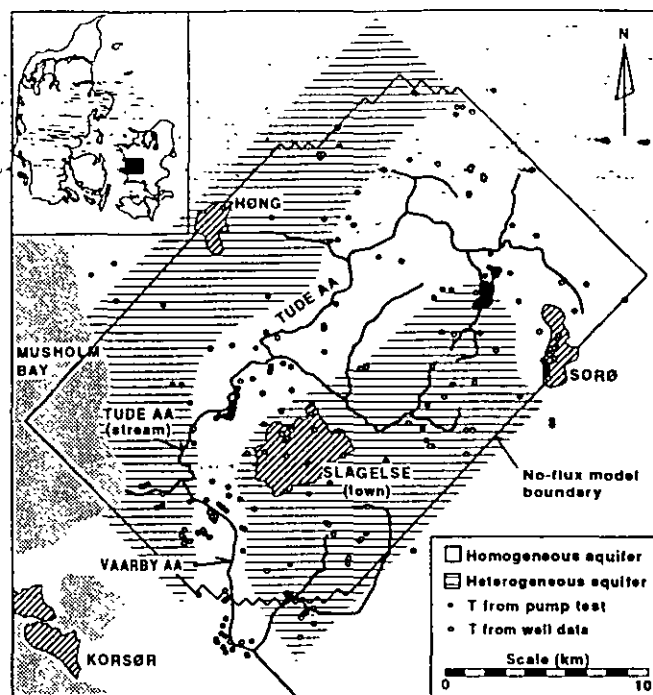 N
HØNG
TUDE AA
MUSHOLM
BAY
SORØ
TUDE AA
(stream)
SLAGELSE
(town)
No-flux model
boundary
VAARBY AA
KORSØR
Homogeneous aquifer
Heterogeneous aquifer
T from pump test
T from well data
Scale (km)
0 10